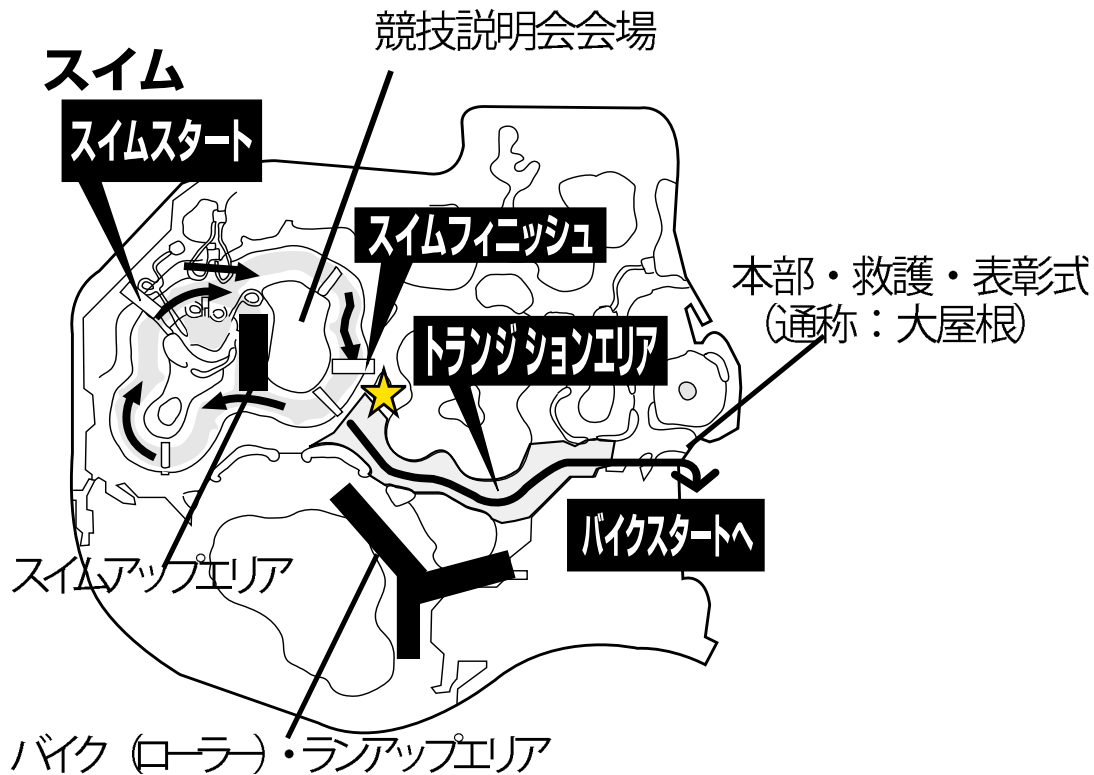 競技説明会会場
スイム
スイムスタート
スイムフィニッシュ
本部・救護・表彰式
（通称：大屋根）
トランジションエリア
バイクスタートへ
スイムアップエリア
バイク（ローラー）・ランアップエリア